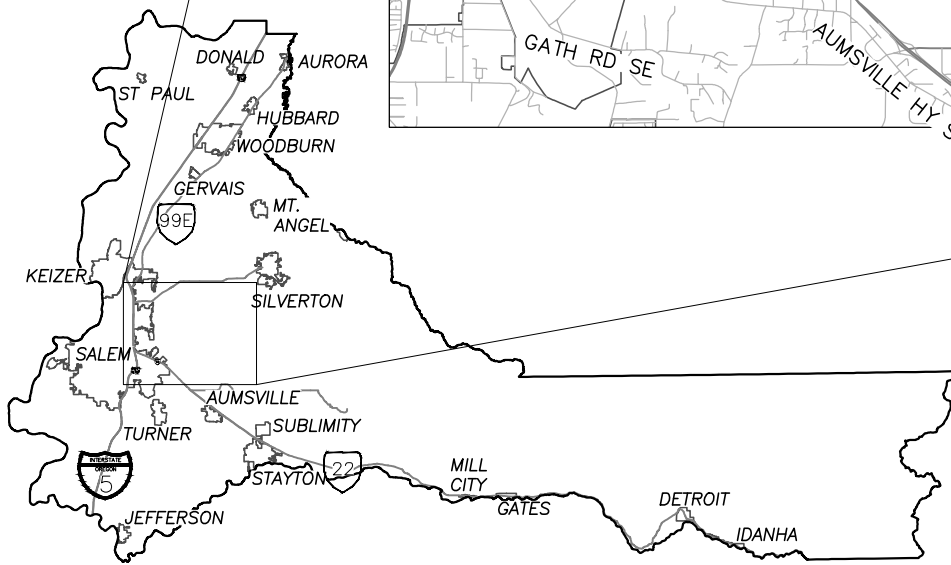 GATH RD SE
AUMSVILLE HY S
DONALD
AURORA
ST PAUL
HUBBARD
WOODBURN
GERVAIS
MT.
ANGEL
99E
KEIZER
SILVERTON
SALEM
AUMSVILLE
TURNER
SUBLIMITY
INTERSTATE
OREGON
5
STAYTON
22
MILL
CITY
GATES
DETROIT
JEFFERSON
IDANHA